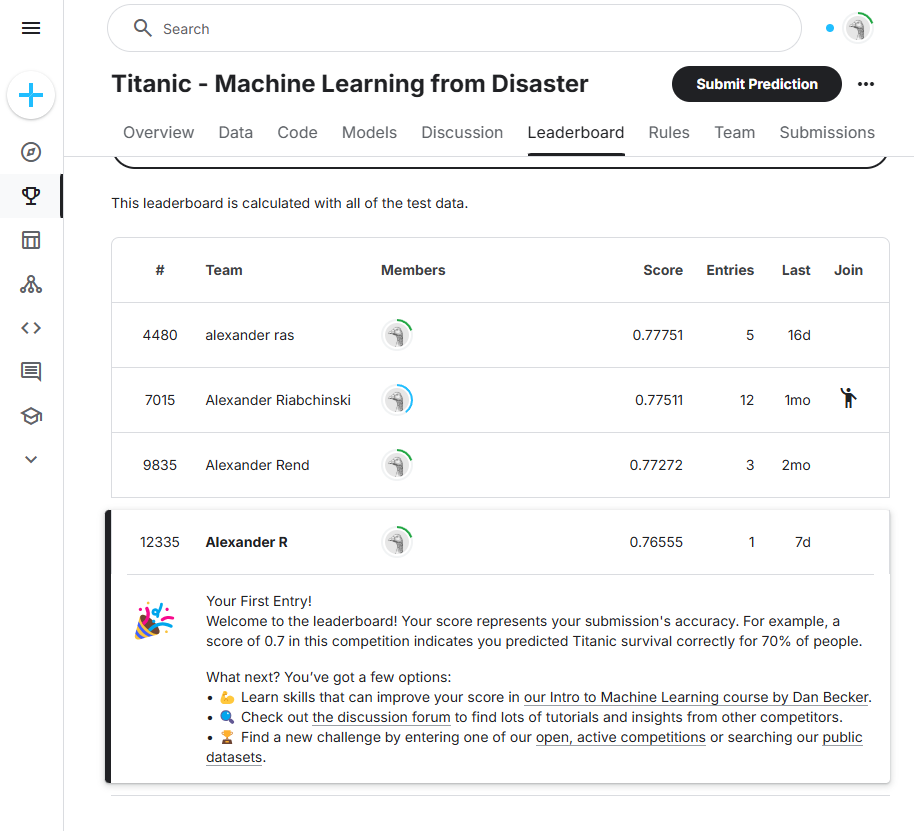 Search
Titanic - Machine Learning from Disaster
Submit Prediction
Overview Data Code Models Discussion Leaderboard Rules Team Submissions
This leaderboard is calculated with all of the test data.
# Team Members Score Entries Last Join
4480 alexander ras 0.77751 5 16d
7015 Alexander Riabchinski 0.77511 12 1mo
9835 Alexander Rend 0.77272 3 2mo
12335 Alexander R 0.76555 1 7d
Your First Entry!
Welcome to the leaderboard! Your score represents your submission's accuracy. For example, a
score of 0.7 in this competition indicates you predicted Titanic survival correctly for 70% of people.
What next? You’ve got a few options:
• 💪 Learn skills that can improve your score in our Intro to Machine Learning course by Dan Becker.
• 🔍 Check out the discussion forum to find lots of tutorials and insights from other competitors.
• 🏆 Find a new challenge by entering one of our open, active competitions or searching our public
datasets.